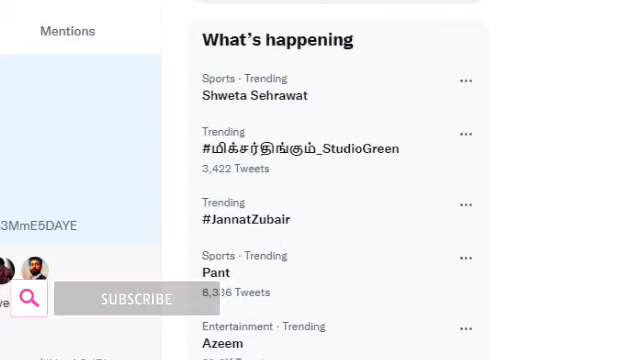 Mentions
What's happening
Sports · Trending
Shweta Sehrawat
Trending
#மிக்சர்திங்கும்_StudioGreen
3,422 Tweets
Trending
#JannatZubair
Sports · Trending
Pant
8,336 Tweets
Entertainment · Trending
Azeem
3MmE5DAYE
SUBSCRIBE